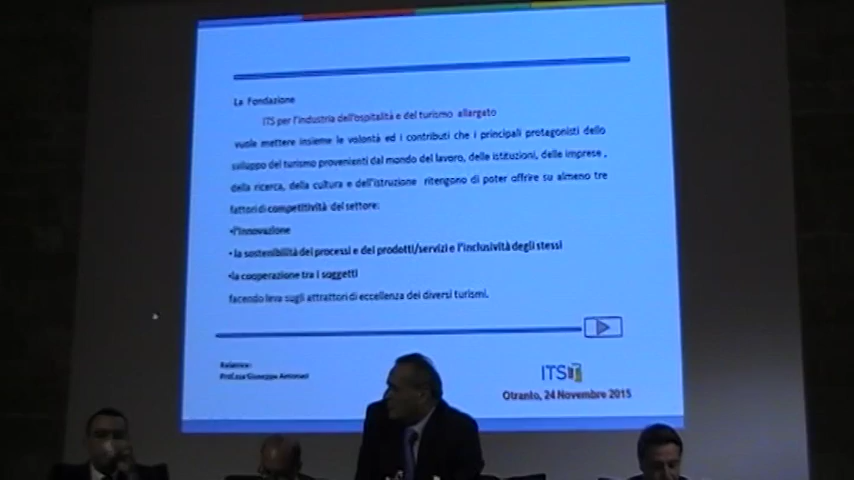 La Fondazione
ITS per l'industria dell'ospitalità e del turismo allargato
vuole mettere insieme le volontà ed i contributi che i principali protagonisti dello
sviluppo del turismo provenienti dal mondo del lavoro, delle istituzioni, delle imprese,
della ricerca, della cultura e dell'istruzione ritengono di poter offrire su almeno tre
fattori di competitività del settore:
•l'innovazione
• la sostenibilità dei processi e dei prodotti/servizi e l'inclusività degli stessi
•la cooperazione tra i soggetti
facendo leva sugli attrattori di eccellenza dei diversi turismi.
Relatrice:
Prof.ssa Giuseppa Antonaci
ITS
Otranto, 24 Novembre 2015